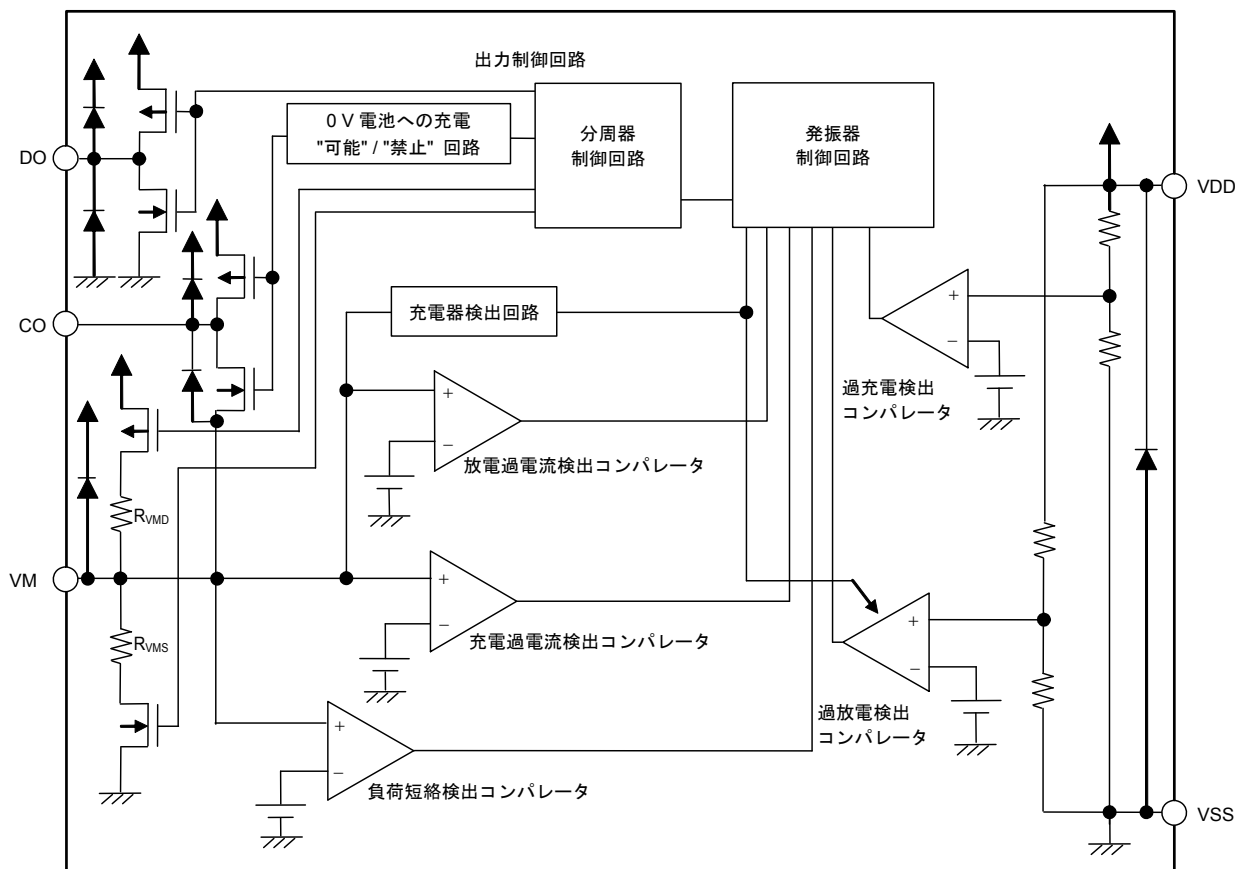 出力制御回路
0 V 電池への充電
"可能" / "禁止" 回路
分周器
制御回路
発振器
制御回路
DO
VDD
CO
充電器検出回路
+
−
過充電検出
コンパレータ
+
−
放電過電流検出コンパレータ
RVMD
VM
+
−
充電過電流検出コンパレータ
RVMS
+
−
過放電検出
コンパレータ
+
−
負荷短絡検出コンパレータ
VSS